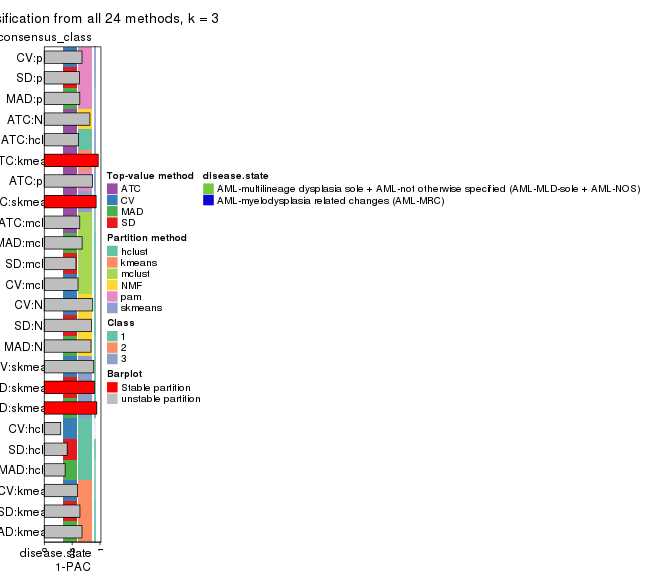 sification from all 24 methods, k = 3
consensus_class
CV:p
SD:p
MAD:p
ATC:N
ATC:hcl
TC:kmea
ATC:p
C:skmea
ATC:mcl
MAD:mcl
SD:mcl
CV:mcl
CV:N
SD:N
MAD:N
V:skmea
D:skmea
D:skmea
CV:hcl
SD:hcl
MAD:hcl
CV:kmea
SD:kmea
AD:kmea
disease.state
1-PAC
1
Top-value method
ATC
CV
MAD
SD
Partition method
hclust
kmeans
mclust
NMF
pam
skmeans
Class
1
2
3
Barplot
Stable partition
unstable partition
disease.state
AML-multilineage dysplasia sole + AML-not otherwise specified (AML-MLD-sole + AML-NOS)
AML-myelodysplasia related changes (AML-MRC)